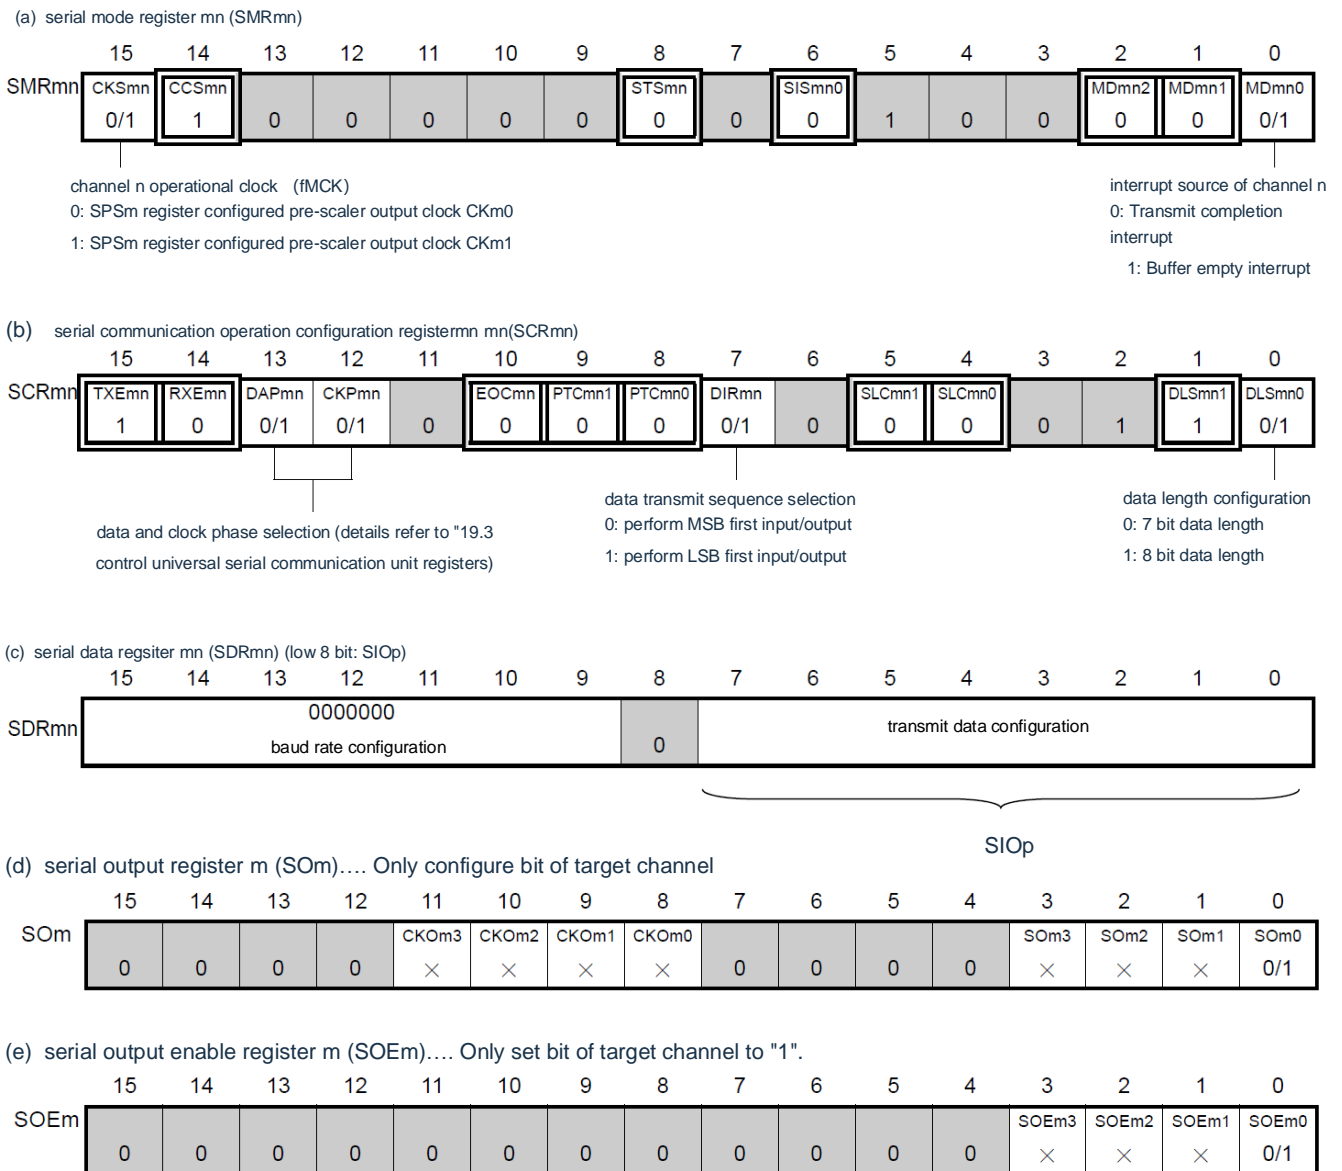 (a) serial mode register mn (SMRmn)
15 14 13 12 11 10 9 8 7 6 5 4 3 2 1 0
SMRmn CKSmn CCSmn STSmn SISmn0 MDmn2 MDmn1 MDmn0
0/1 1 0 0 0 0 0 0 0 0 1 0 0 0 0 0/1
channel n operational clock (fMCK)
0: SPSm register configured pre-scaler output clock CKm0
1: SPSm register configured pre-scaler output clock CKm1
interrupt source of channel n
0: Transmit completion
interrupt
1: Buffer empty interrupt
(b) serial communication operation configuration registermn mn(SCRmn)
15 14 13 12 11 10 9 8 7 6 5 4 3 2 1 0
SCRmn TXEmn RXEmn DAPmn CKPmn EOCmn PTCmn1 PTCmn0 DIRmn SLCmn1 SLCmn0 DLSmn1 DLSmn0
1 0 0/1 0/1 0 0 0 0 0/1 0 0 0 0 1 1 0/1
data and clock phase selection (details refer to "19.3
control universal serial communication unit registers)
data transmit sequence selection
0: perform MSB first input/output
1: perform LSB first input/output
data length configuration
0: 7 bit data length
1: 8 bit data length
(c) serial data regsiter mn (SDRmn) (low 8 bit: SIOp)
15 14 13 12 11 10 9 8 7 6 5 4 3 2 1 0
SDRmn
0000000
baud rate configuration
0
transmit data configuration
SIOp
(d) serial output register m (SOm)…. Only configure bit of target channel
15 14 13 12 11 10 9 8 7 6 5 4 3 2 1 0
SOm CKOm3 CKOm2 CKOm1 CKOm0 SOm3 SOm2 SOm1 SOm0
0 0 0 0 × × × × 0 0 0 0 × × × 0/1
(e) serial output enable register m (SOEm)…. Only set bit of target channel to "1".
15 14 13 12 11 10 9 8 7 6 5 4 3 2 1 0
SOEm SOEm3 SOEm2 SOEm1 SOEm0
0 0 0 0 0 0 0 0 0 0 0 0 × × × 0/1